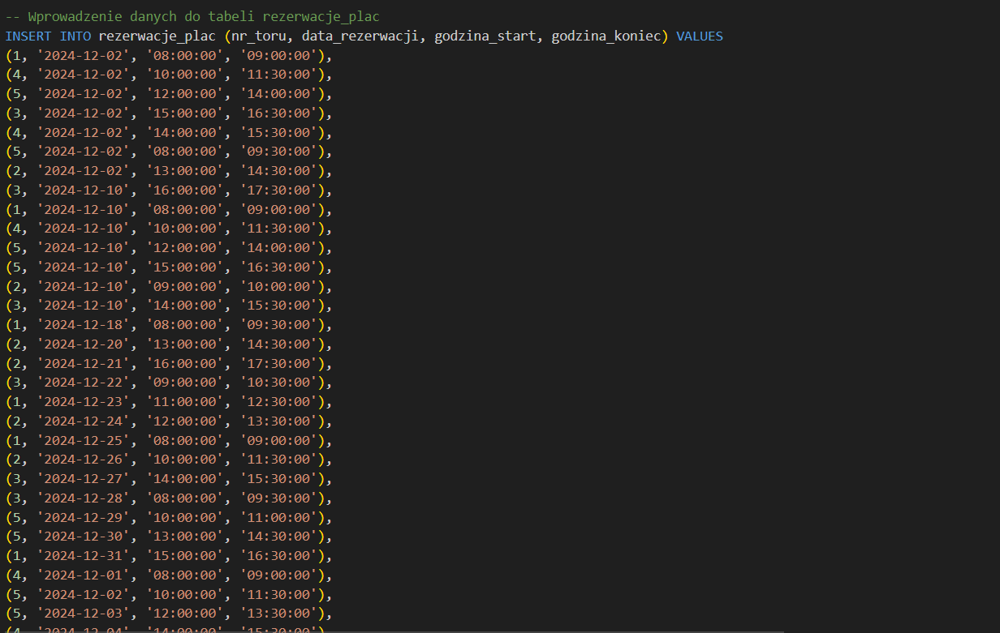 -- Wprowadzenie danych do tabeli rezerwacje_plac
INSERT INTO rezerwacje_plac (nr_toru, data_rezerwacji, godzina_start, godzina_koniec) VALUES
(1, '2024-12-02', '08:00:00', '09:00:00'),
(4, '2024-12-02', '10:00:00', '11:30:00'),
(5, '2024-12-02', '12:00:00', '14:00:00'),
(3, '2024-12-02', '15:00:00', '16:30:00'),
(4, '2024-12-02', '14:00:00', '15:30:00'),
(5, '2024-12-02', '08:00:00', '09:30:00'),
(2, '2024-12-02', '13:00:00', '14:30:00'),
(3, '2024-12-10', '16:00:00', '17:30:00'),
(1, '2024-12-10', '08:00:00', '09:00:00'),
(4, '2024-12-10', '10:00:00', '11:30:00'),
(5, '2024-12-10', '12:00:00', '14:00:00'),
(5, '2024-12-10', '15:00:00', '16:30:00'),
(2, '2024-12-10', '09:00:00', '10:00:00'),
(3, '2024-12-10', '14:00:00', '15:30:00'),
(1, '2024-12-18', '08:00:00', '09:30:00'),
(2, '2024-12-20', '13:00:00', '14:30:00'),
(2, '2024-12-21', '16:00:00', '17:30:00'),
(3, '2024-12-22', '09:00:00', '10:30:00'),
(1, '2024-12-23', '11:00:00', '12:30:00'),
(2, '2024-12-24', '12:00:00', '13:30:00'),
(1, '2024-12-25', '08:00:00', '09:00:00'),
(2, '2024-12-26', '10:00:00', '11:30:00'),
(3, '2024-12-27', '14:00:00', '15:30:00'),
(3, '2024-12-28', '08:00:00', '09:30:00'),
(5, '2024-12-29', '10:00:00', '11:00:00'),
(5, '2024-12-30', '13:00:00', '14:30:00'),
(1, '2024-12-31', '15:00:00', '16:30:00'),
(4, '2024-12-01', '08:00:00', '09:00:00'),
(5, '2024-12-02', '10:00:00', '11:30:00'),
(5, '2024-12-03', '12:00:00', '13:30:00'),
(4, '2024-12-04', '14:00:00', '15:30:00'),